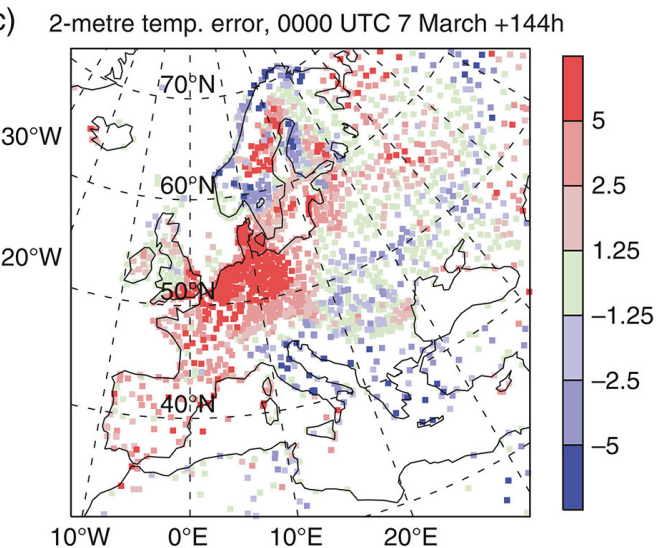 c) 2-metre temp. error, 0000 UTC 7 March +144h
70°N
30°W
5
60°N
2.5
20°W
1.25
50°N
−1.25
−2.5
40°N
−5
10°W 0°E 10°E 20°E